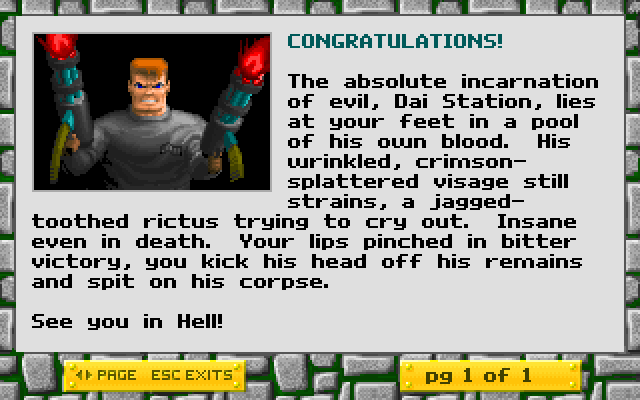 CONGRATULATIONS!
The absolute incarnation
of evil, Dai Station, lies
at your feet in a pool
of his own blood.  His
wrinkled, crimson-
splattered visage still
strains, a jagged-
toothed rictus trying to cry out.  Insane
even in death.  Your lips pinched in bitter
victory, you kick his head off his remains
and spit on his corpse.
See you in Hell!
PAGE  ESC EXITS
pg 1 of 1